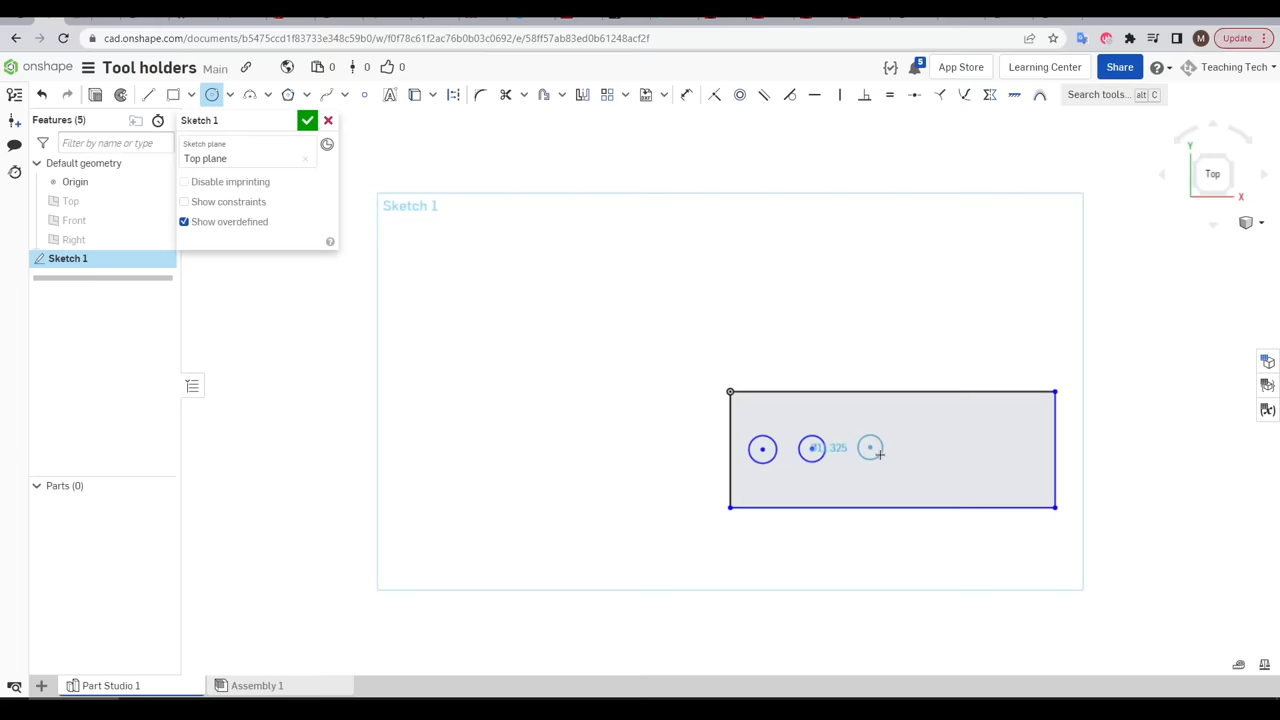 cad.onshape.com/documents/b5475ccd1f83733e348c59b0/w/f0f78c61f2ac76b0b03c0692/e/58ff57ab83ed0b61248acf2f
M
Update
onshape
Tool holders
Main
0
0
0
5
App Store
Learning Center
Share
Teaching Tech
Search tools...
alt
C
Features (5)
Filter by name or type
Default geometry
Origin
Top
Front
Right
Sketch 1
Parts (0)
Sketch 1
Sketch plane
Top plane
Disable imprinting
Show constraints
Show overdefined
Sketch 1
.325
Top
Y
X
Part Studio 1
Assembly 1